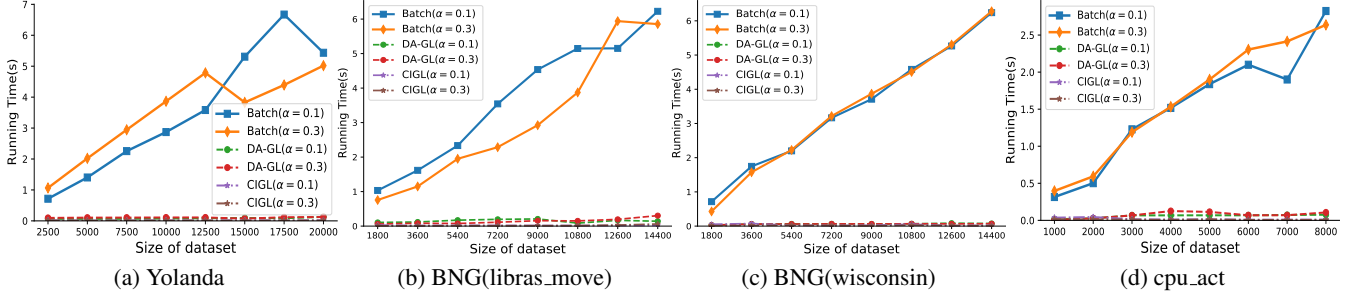 7
6
5
4
3
2
1
0
Running Time(s)
Batch(α = 0.1)
Batch(α = 0.3)
DA-GL(α = 0.1)
DA-GL(α = 0.3)
CIGL(α = 0.1)
CIGL(α = 0.3)
2500 5000 7500 10000 12500 15000 17500 20000
Size of dataset
(a) Yolanda
6
4
2
0
Running Time(s)
Batch(α = 0.1)
Batch(α = 0.3)
DA-GL(α = 0.1)
DA-GL(α = 0.3)
CIGL(α = 0.1)
CIGL(α = 0.3)
1800 3600 5400 7200 9000 10800 12600 14400
Size of dataset
(b) BNG(libras_move)
6
4
2
0
Running Time(s)
Batch(α = 0.1)
Batch(α = 0.3)
DA-GL(α = 0.1)
DA-GL(α = 0.3)
CIGL(α = 0.1)
CIGL(α = 0.3)
1800 3600 5400 7200 9000 10800 12600 14400
Size of dataset
(c) BNG(wisconsin)
2.5
2.0
1.5
1.0
0.5
0.0
Running Time(s)
Batch(α = 0.1)
Batch(α = 0.3)
DA-GL(α = 0.1)
DA-GL(α = 0.3)
CIGL(α = 0.1)
CIGL(α = 0.3)
1000 2000 3000 4000 5000 6000 7000 8000
Size of dataset
(d) cpu_act